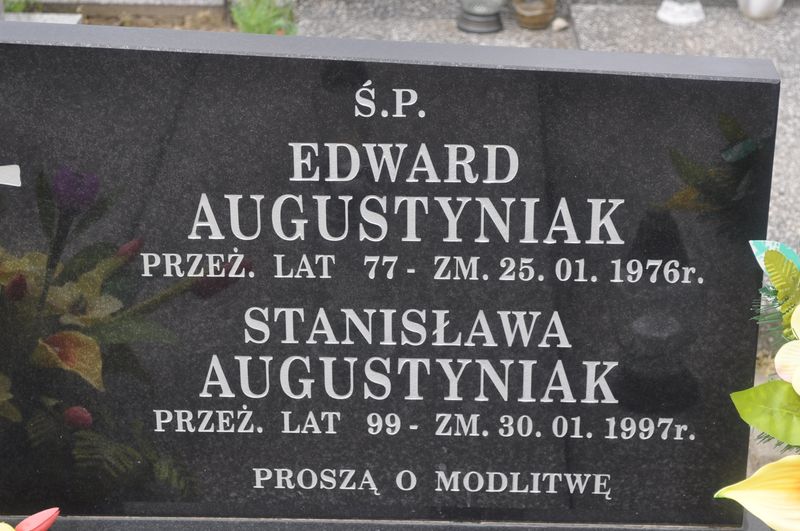 Ś.P.
EDWARD
AUGUSTYNIAK
PRZEŻ. LAT 77 - ZM. 25. 01. 1976r.
STANISŁAWA
AUGUSTYNIAK
PRZEŻ. LAT 99 - ZM. 30. 01. 1997r.
PROSZĄ O MODLITWĘ